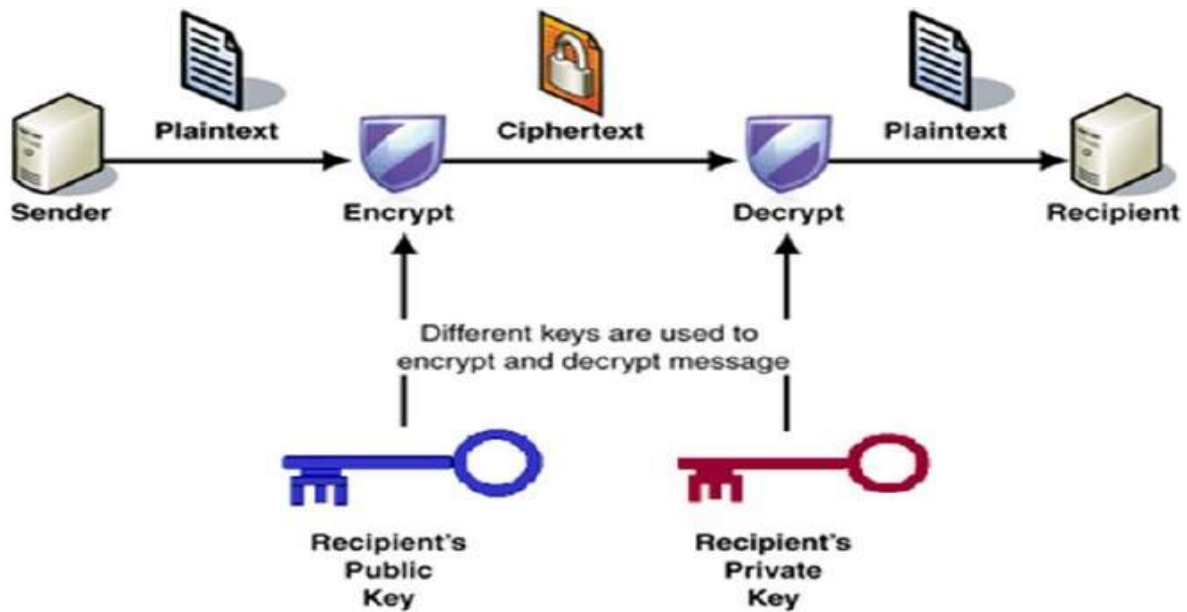 Plaintext
Ciphertext
Plaintext
Sender
Encrypt
Decrypt
Recipient
Different keys are used to
encrypt and decrypt message
Recipient's
Public
Key
Recipient's
Private
Key